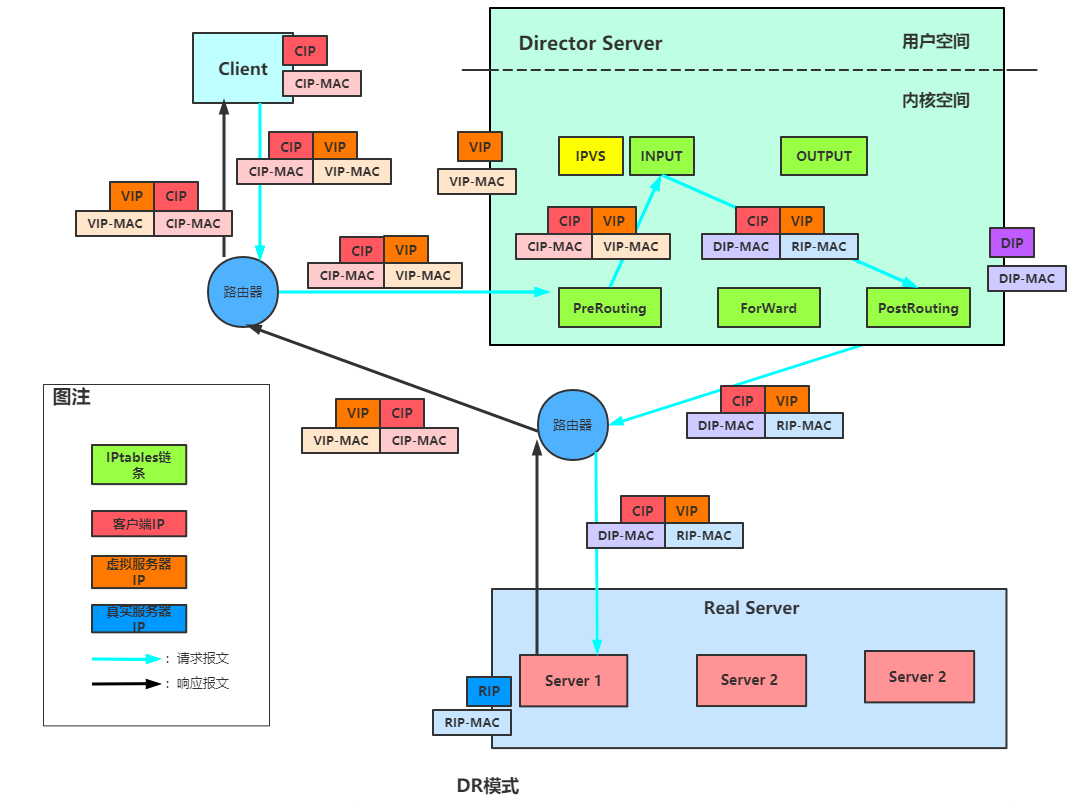 Director Server
用户空间
内核空间
Client
CIP
CIP-MAC
CIP VIP
CIP-MAC VIP-MAC
VIP CIP
VIP-MAC CIP-MAC
VIP
VIP-MAC
IPVS
INPUT
OUTPUT
CIP VIP
CIP-MAC VIP-MAC
CIP VIP
DIP-MAC RIP-MAC
DIP
DIP-MAC
CIP VIP
CIP-MAC VIP-MAC
路由器
PreRouting
ForWard
PostRouting
图注
IPtables链
条
客户端IP
虚拟服务器
IP
真实服务器
IP
：请求报文
：响应报文
VIP CIP
VIP-MAC CIP-MAC
路由器
CIP VIP
DIP-MAC RIP-MAC
CIP VIP
DIP-MAC RIP-MAC
Real Server
Server 1
Server 2
Server 2
RIP
RIP-MAC
DR模式